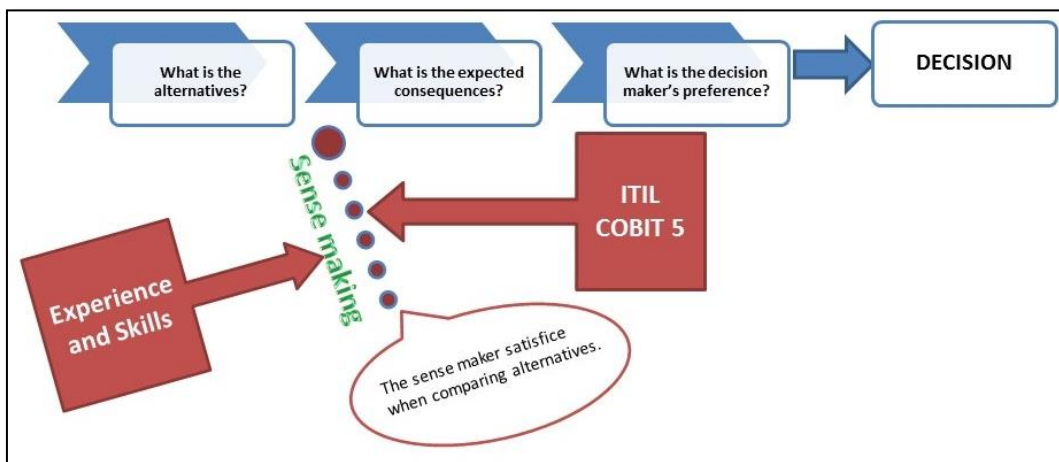 What is the
alternatives?
What is the expected
consequences?
What is the decision
maker's preference?
DECISION
Sense making
ITIL
COBIT 5
Experience
and Skills
The sense maker satisfice
when comparing alternatives.